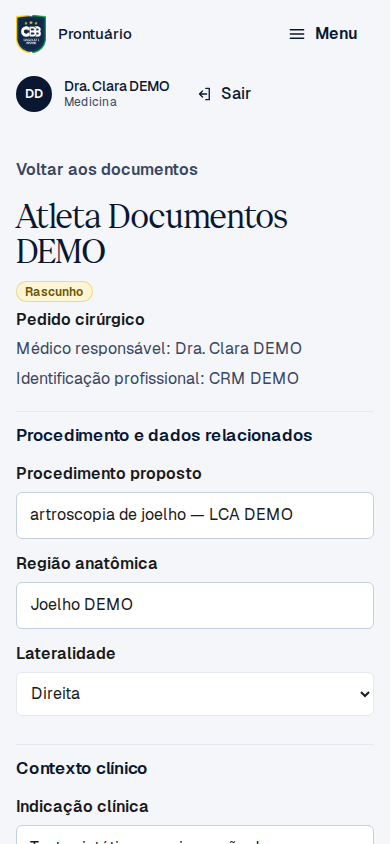 CBB
Prontuário
Menu
DD
Dra. Clara DEMO
Medicina
Sair
Voltar aos documentos
Atleta Documentos
DEMO
Rascunho
Pedido cirúrgico
Médico responsável: Dra. Clara DEMO
Identificação profissional: CRM DEMO
Procedimento e dados relacionados
Procedimento proposto
artroscopia de joelho — LCA DEMO
Região anatômica
Joelho DEMO
Lateralidade
Direita
Contexto clínico
Indicação clínica